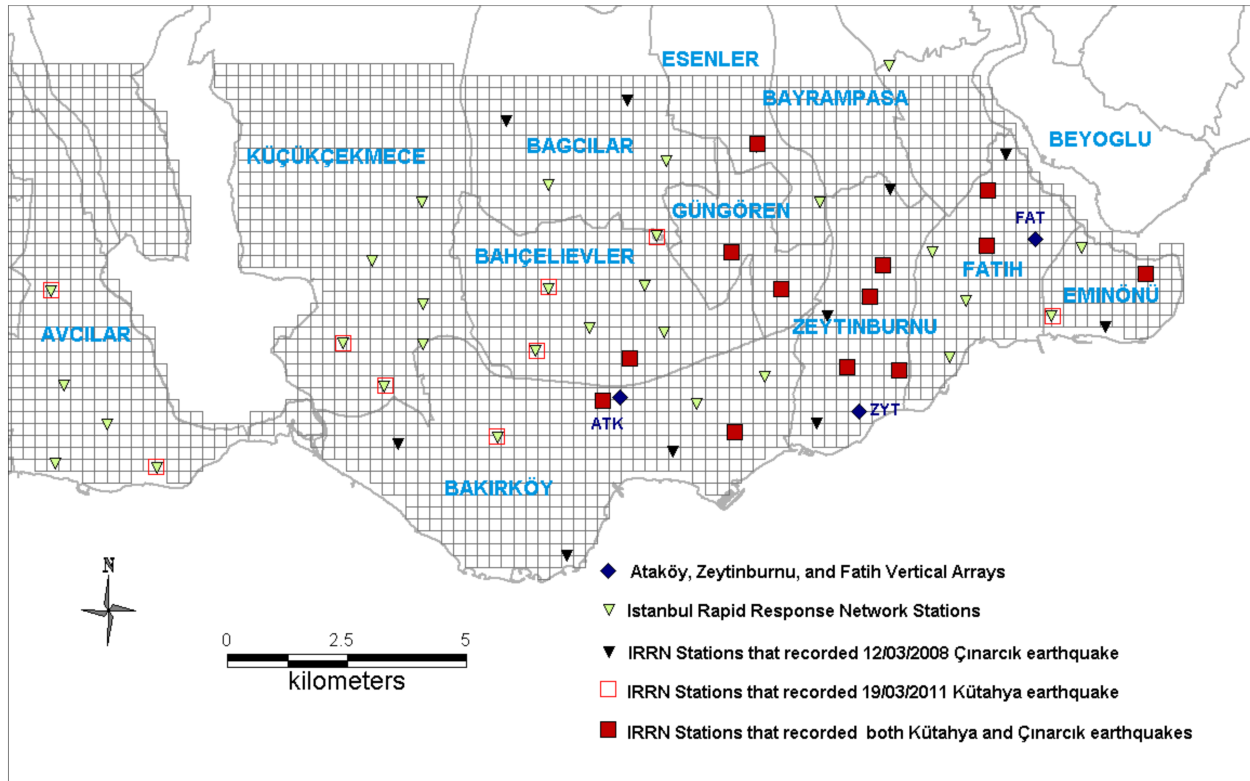 ESENLER
BAYRAMPASA
BEYOGLU
BAGCILAR
KÜÇÜKÇEKMECE
GÜNGÖREN
FAT
BAHÇELIEVLER
FATIH
EMINÖNÜ
AVCILAR
ZEYTINBURNU
ATK
ZYT
BAKIRKÖY
N
0 2.5 5
kilometers
Ataköy, Zeytinburnu, and Fatih Vertical Arrays
Istanbul Rapid Response Network Stations
IRRN Stations that recorded 12/03/2008 Çınarcık earthquake
IRRN Stations that recorded 19/03/2011 Kütahya earthquake
IRRN Stations that recorded both Kütahya and Çınarcık earthquakes